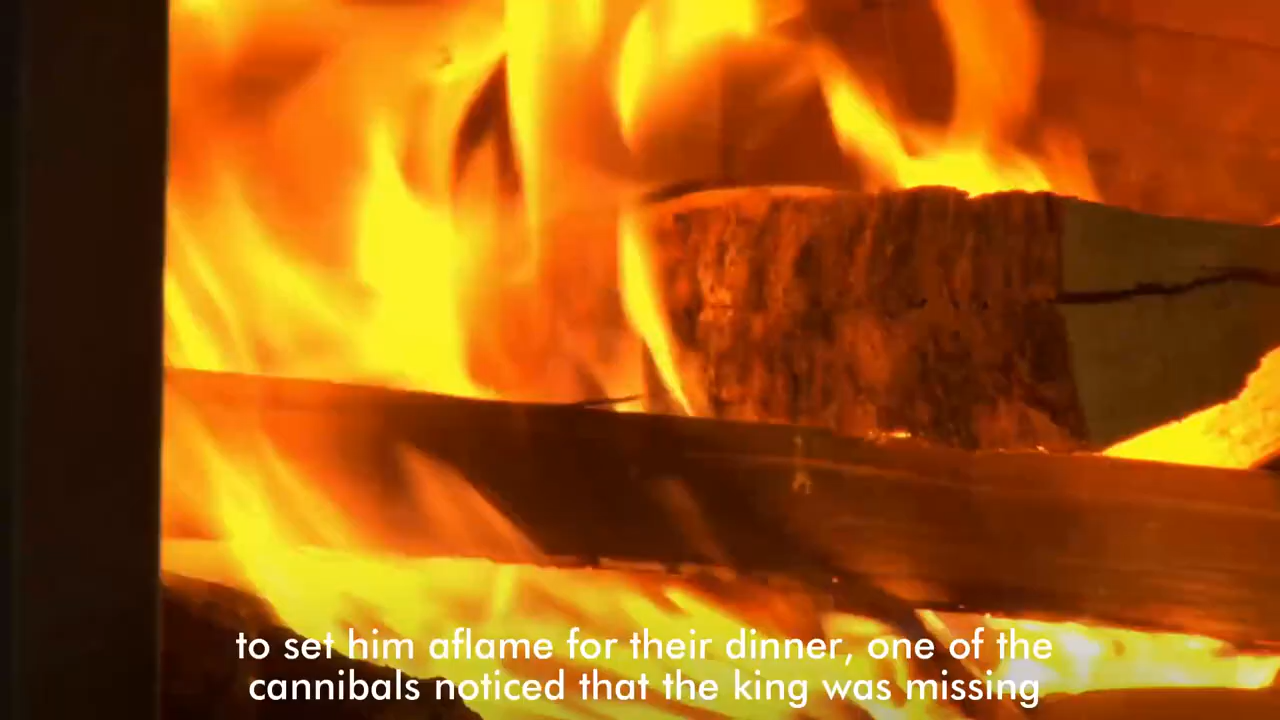 to set him aflame for their dinner, one of the
cannibals noticed that the king was missing